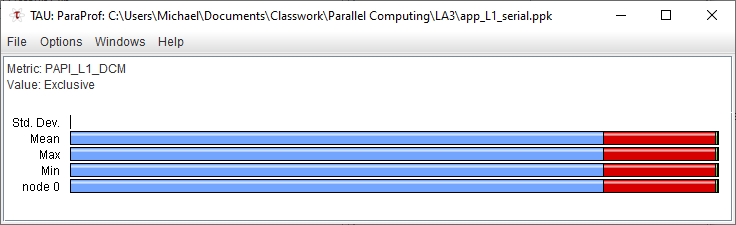 TAU: ParaProf: C:\Users\Michael\Documents\Classwork\Parallel Computing\LA3\app_L1_serial.ppk
File Options Windows Help
Metric: PAPI_L1_DCM
Value: Exclusive
Std. Dev.
Mean
Max
Min
node 0